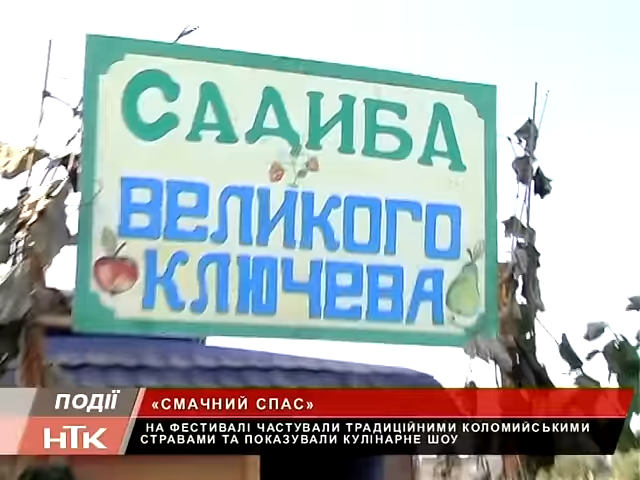 САДИБА
ВЕЛИКОГО
КЛЮЧЕВА
ПОДІЇ
«СМАЧНИЙ СПАС»
НТК
НА ФЕСТИВАЛІ ЧАСТУВАЛИ ТРАДИЦІЙНИМИ КОЛОМИЙСЬКИМИ
СТРАВАМИ ТА ПОКАЗУВАЛИ КУЛІНАРНЕ ШОУ